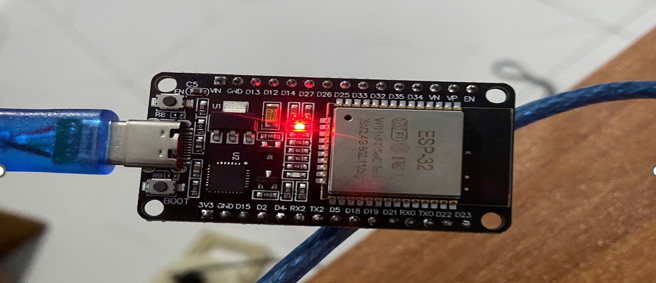 C5
EN
VIN GND D13 D12 D14 D27 D26 D25 D33 D32 D35 D34 VN VP EN
U1
ESP-32
BOOT
3V3 GND D15 D2 D4- RX2 TX2 D5 D18 D19 D21 RX0 TX0 D22 D23